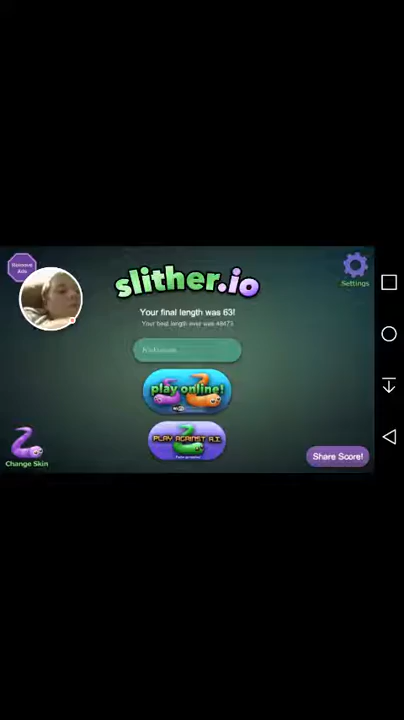 slither.io
Remove
Ads
Settings
Your final length was 63!
Your final length ever was
Nickname
play online!
PLAY AGAINST A.I.
Change Skin
Share Score!